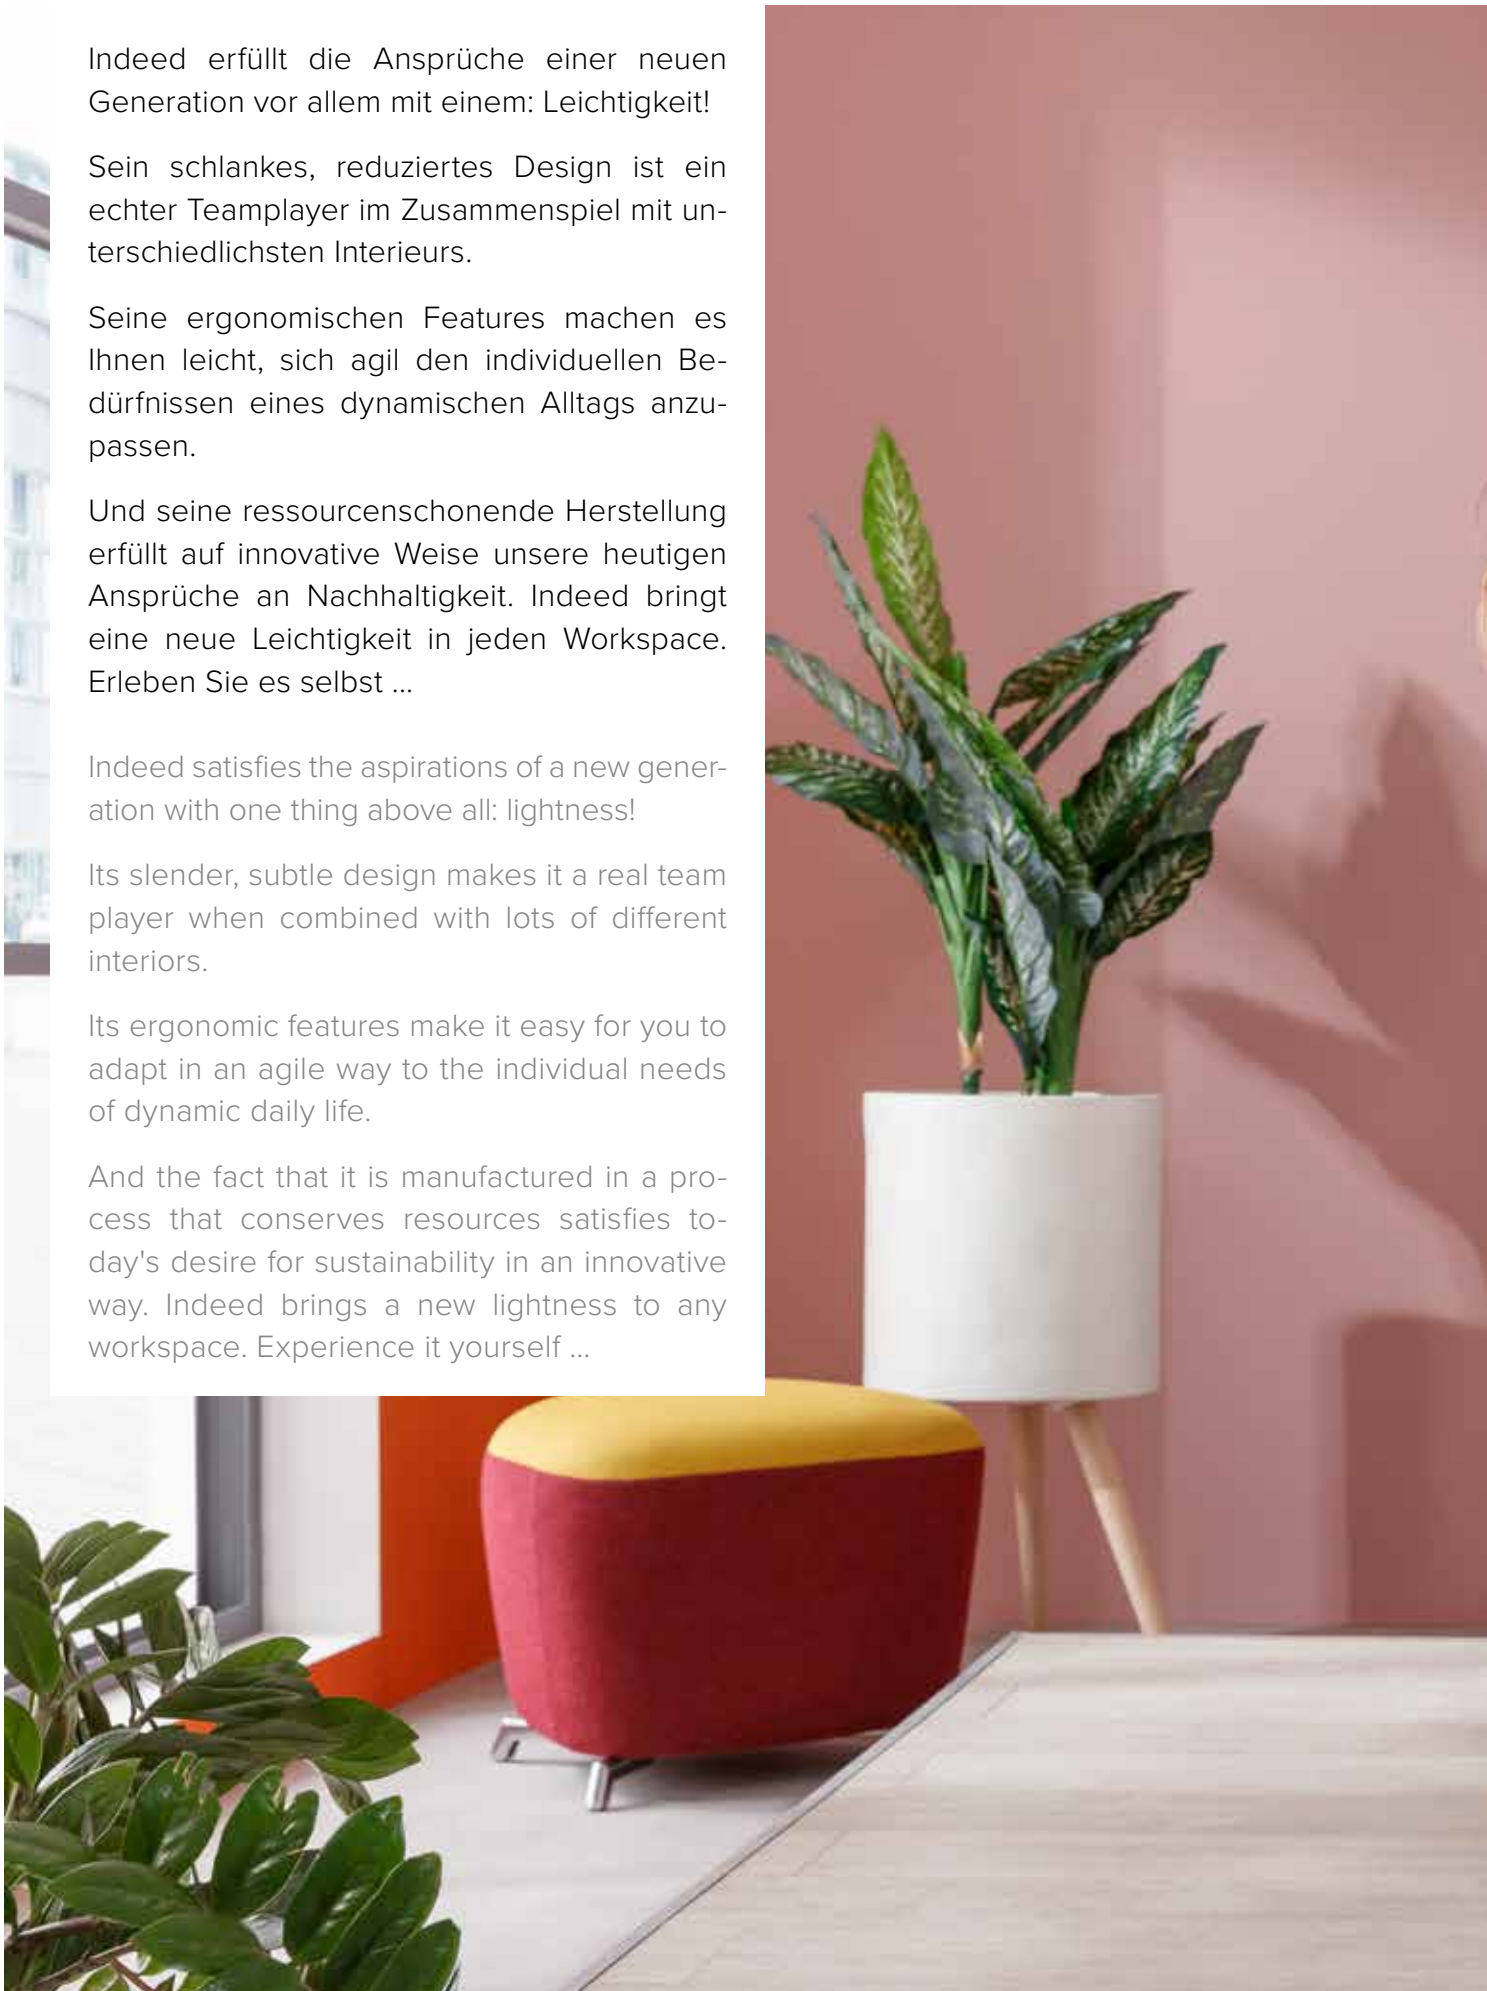 Indeed erfüllt die Ansprüche einer neuen
Generation vor allem mit einem: Leichtigkeit!
Sein schlankes, reduziertes Design ist ein
echter Teamplayer im Zusammenspiel mit un-
terschiedlichsten Interieurs.
Seine ergonomischen Features machen es
Ihnen leicht, sich agil den individuellen Be-
dürfnissen eines dynamischen Alltags anzu-
passen.
Und seine ressourcenschonende Herstellung
erfüllt auf innovative Weise unsere heutigen
Ansprüche an Nachhaltigkeit. Indeed bringt
eine neue Leichtigkeit in jeden Workspace.
Erleben Sie es selbst ...
Indeed satisfies the aspirations of a new gener-
ation with one thing above all: lightness!
Its slender, subtle design makes it a real team
player when combined with lots of different
interiors.
Its ergonomic features make it easy for you to
adapt in an agile way to the individual needs
of dynamic daily life.
And the fact that it is manufactured in a pro-
cess that conserves resources satisfies to-
day's desire for sustainability in an innovative
way. Indeed brings a new lightness to any
workspace. Experience it yourself ...